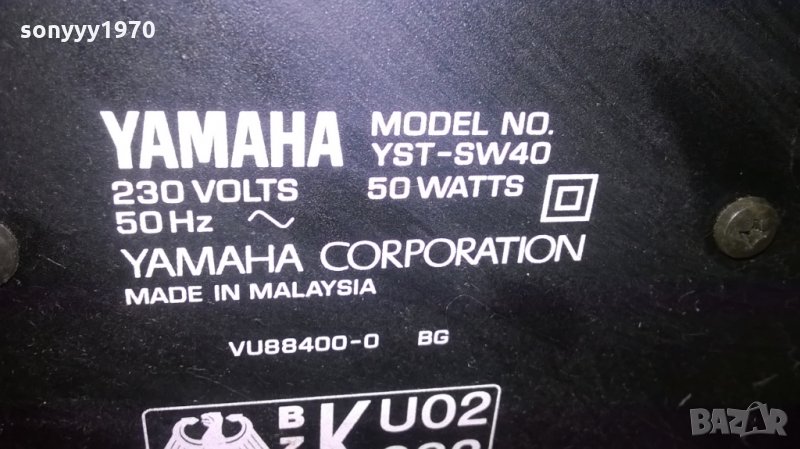 sonyyy1970
YAMAHA MODEL NO.
YST-SW40
230 VOLTS 50 WATTS
50 Hz ~
YAMAHA CORPORATION
MADE IN MALAYSIA
VU88400-0 BG
B
Z K U02
BAZAR